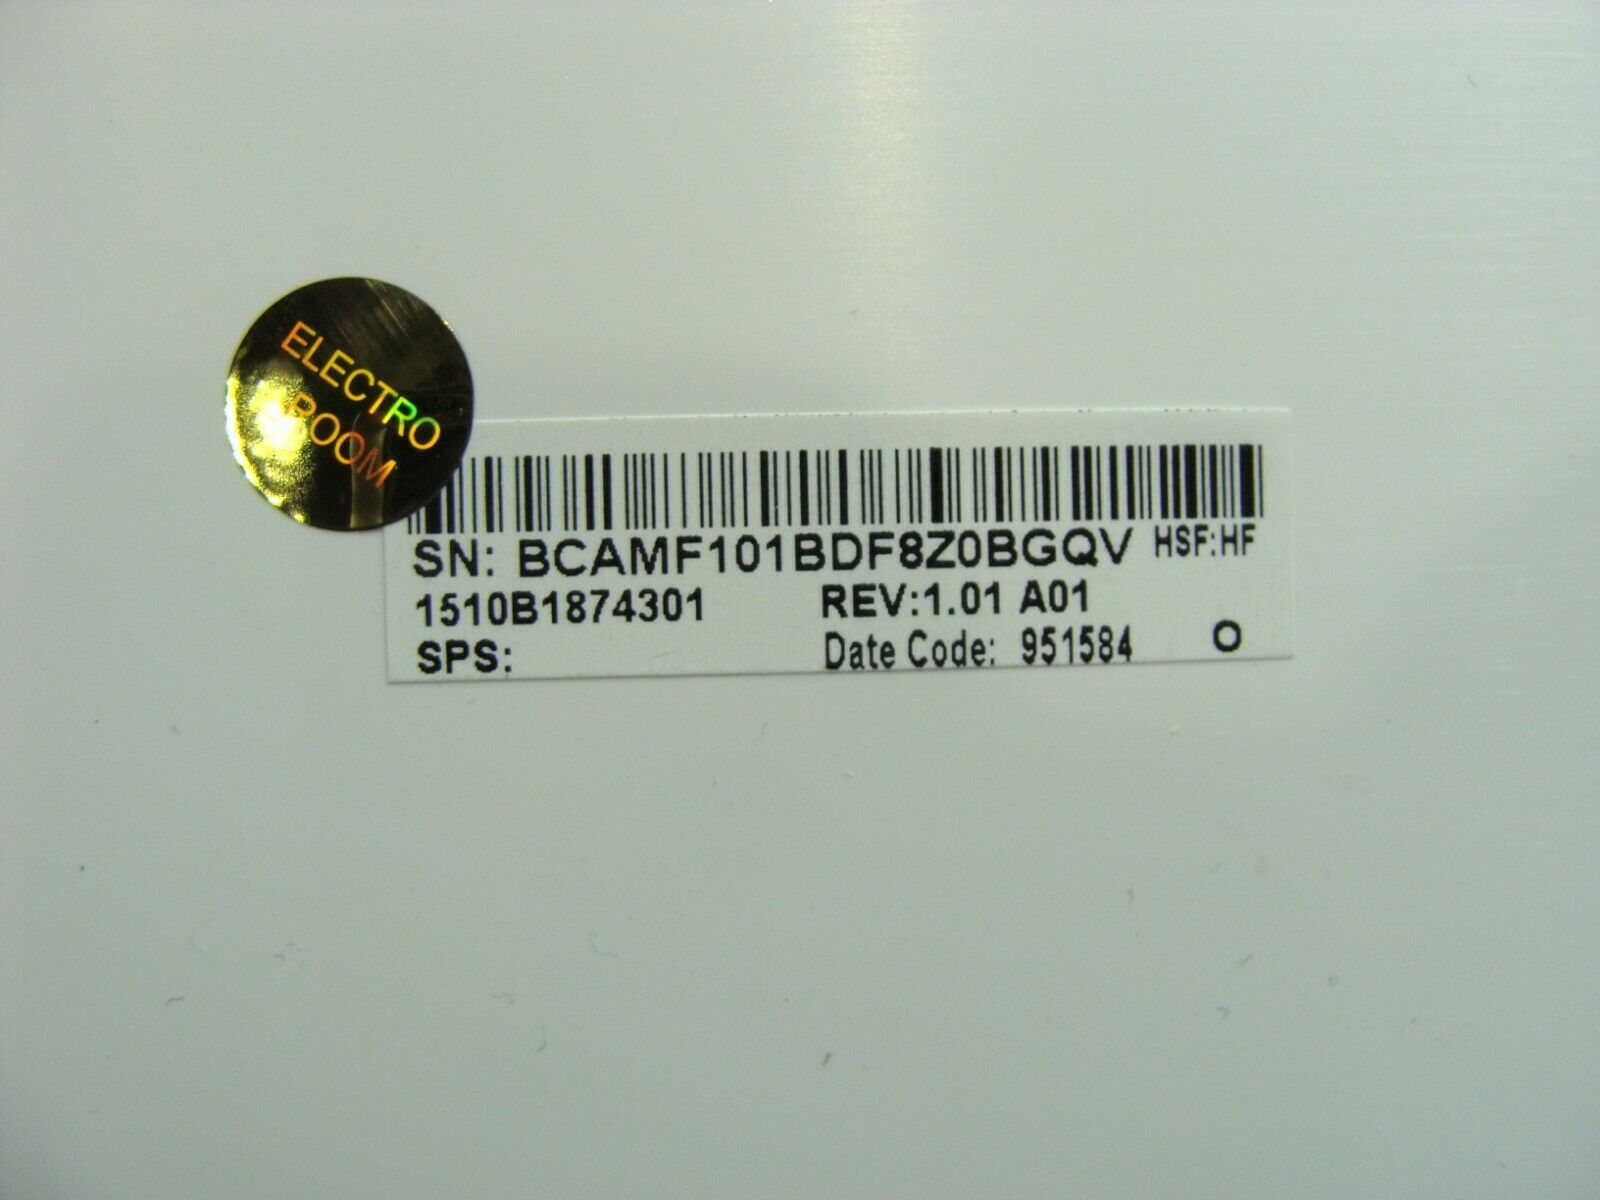 ELECTRO
ROOM
SN: BCAMF101BDF8Z0BGQV HSF:HF
1510B1874301 REV:1.01 A01
SPS: Date Code: 951584 O